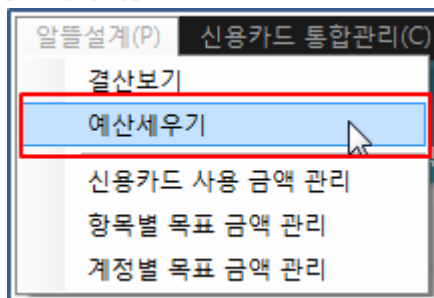 알뜰설계(P) 신용카드 통합관리(C)
결산보기
예산세우기
신용카드 사용 금액 관리
항목별 목표 금액 관리
계정별 목표 금액 관리